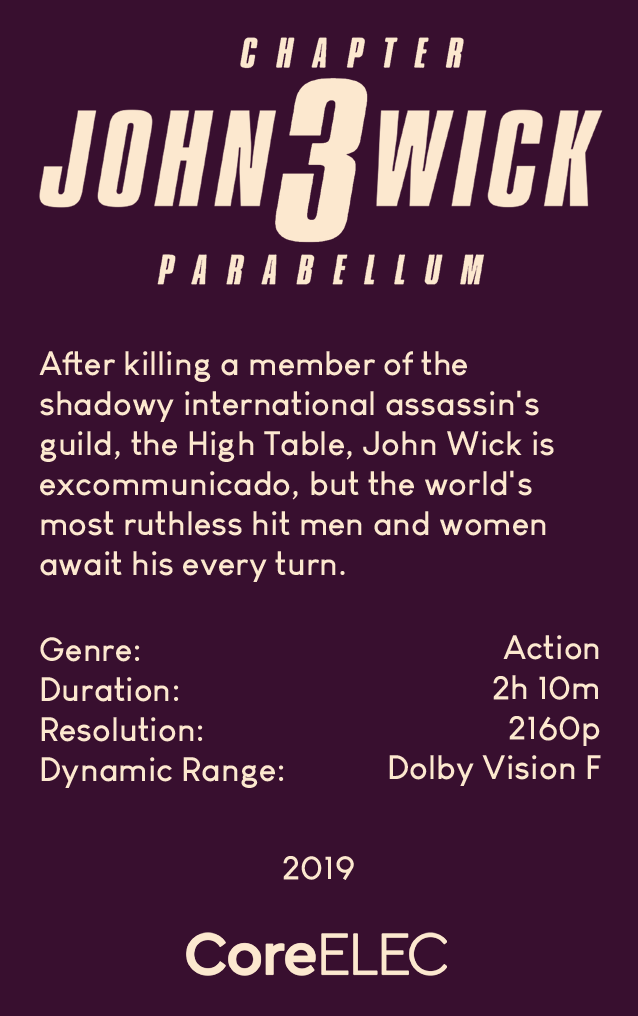 CHAPTER
JOHN 3 WICK
PARABELLUM
After killing a member of the
shadowy international assassin's
guild, the High Table, John Wick is
excommunicado, but the world's
most ruthless hit men and women
await his every turn.
Genre: Action
Duration: 2h 10m
Resolution: 2160p
Dynamic Range: Dolby Vision F
2019
CoreELEC